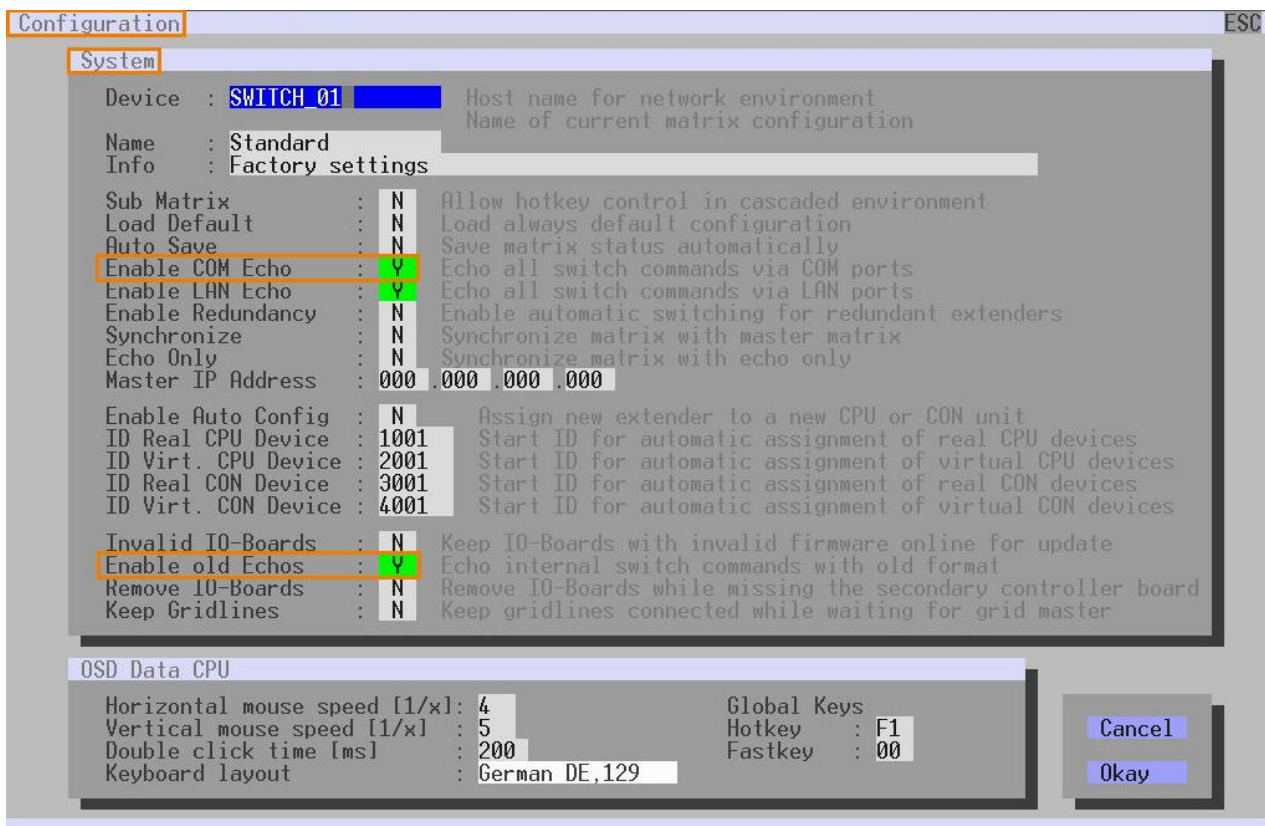 Configuration ESC
System
Device : SWITCH_01 Host name for network environment
Name of current matrix configuration
Name : Standard
Info : Factory settings
Sub Matrix : N Allow hotkey control in cascaded environment
Load Default : N Load always default configuration
Auto Save : N Save matrix status automatically
Enable COM Echo : Y Echo all switch commands via COM ports
Enable LAN Echo : Y Echo all switch commands via LAN ports
Enable Redundancy : N Enable automatic switching for redundant extenders
Synchronize : N Synchronize matrix with master matrix
Echo Only : N Synchronize matrix with echo only
Master IP Address : 000 .000 .000 .000
Enable Auto Config : N Assign new extender to a new CPU or CON unit
ID Real CPU Device : 1001 Start ID for automatic assignment of real CPU devices
ID Virt. CPU Device : 2001 Start ID for automatic assignment of virtual CPU devices
ID Real CON Device : 3001 Start ID for automatic assignment of real CON devices
ID Virt. CON Device : 4001 Start ID for automatic assignment of virtual CON devices
Invalid IO-Boards : N Keep IO-Boards with invalid firmware online for update
Enable old Echos : Y Echo internal switch commands with old format
Remove IO-Boards : N Remove IO-Boards while missing the secondary controller board
Keep Gridlines : N Keep gridlines connected while waiting for grid master
OSD Data CPU
Horizontal mouse speed [1/x]: 4 Global Keys
Vertical mouse speed [1/x] : 5 Hotkey : F1
Double click time [ms] : 200 Fastkey : 00
Keyboard layout : German DE,129
Cancel
Okay